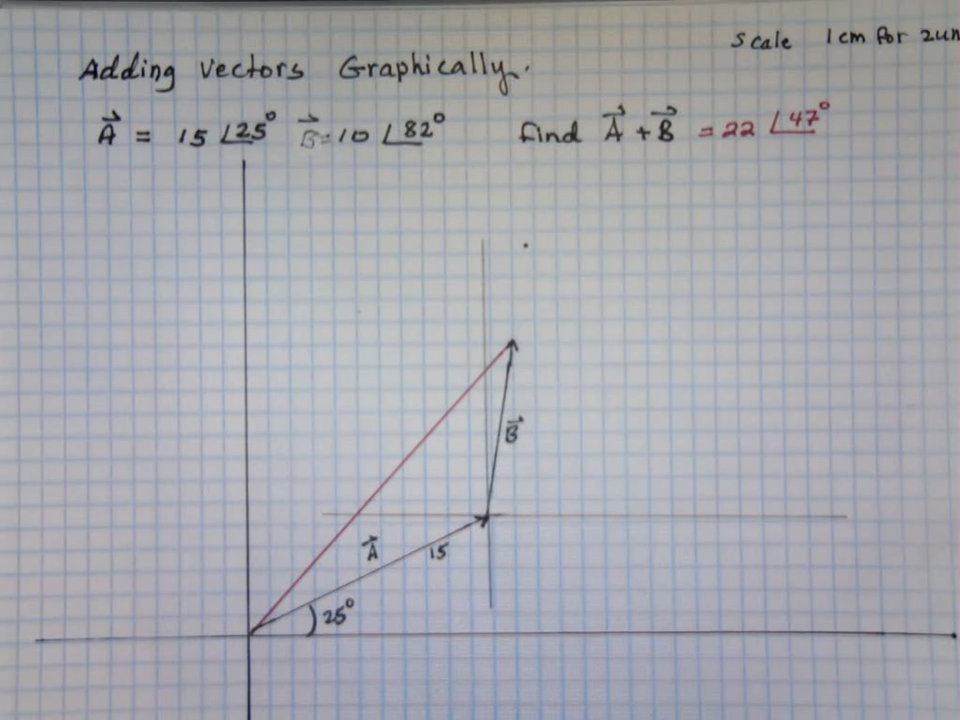 Scale 1cm for 2un
Adding Vectors Graphically.
A⃗ = 15 ∠25° B⃗ = 10 ∠82° Find A⃗ + B⃗ = 22 ∠47°
B⃗
A⃗ 15
25°